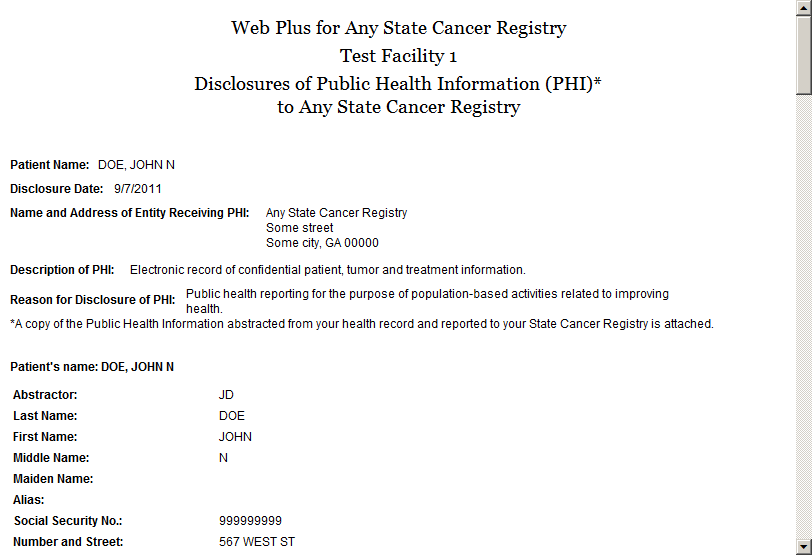 Web Plus for Any State Cancer Registry
Test Facility 1
Disclosures of Public Health Information (PHI)*
to Any State Cancer Registry
Patient Name: DOE, JOHN N
Disclosure Date: 9/7/2011
Name and Address of Entity Receiving PHI: Any State Cancer Registry
Some street
Some city, GA 00000
Description of PHI: Electronic record of confidential patient, tumor and treatment information.
Reason for Disclosure of PHI: Public health reporting for the purpose of population-based activities related to improving
health.
*A copy of the Public Health Information abstracted from your health record and reported to your State Cancer Registry is attached.
Patient's name: DOE, JOHN N
Abstractor: JD
Last Name: DOE
First Name: JOHN
Middle Name: N
Maiden Name:
Alias:
Social Security No.: 999999999
Number and Street: 567 WEST ST